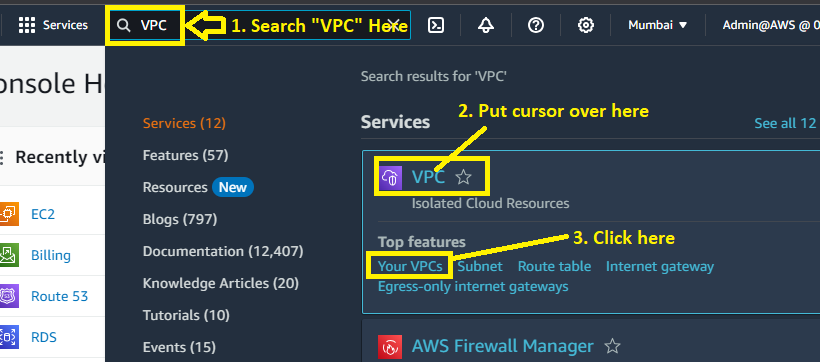 Services
VPC
1. Search "VPC" Here
Mumbai
Admin@AWS @ 0
onsole H
Search results for 'VPC'
Services (12)
Features (57)
Resources New
Blogs (797)
Documentation (12,407)
Knowledge Articles (20)
Tutorials (10)
Events (15)
Recently vi
EC2
Billing
Route 53
RDS
2. Put cursor over here
Services
See all 12
VPC
Isolated Cloud Resources
3. Click here
Top features
Your VPCs Subnet Route table Internet gateway
Egress-only internet gateways
AWS Firewall Manager